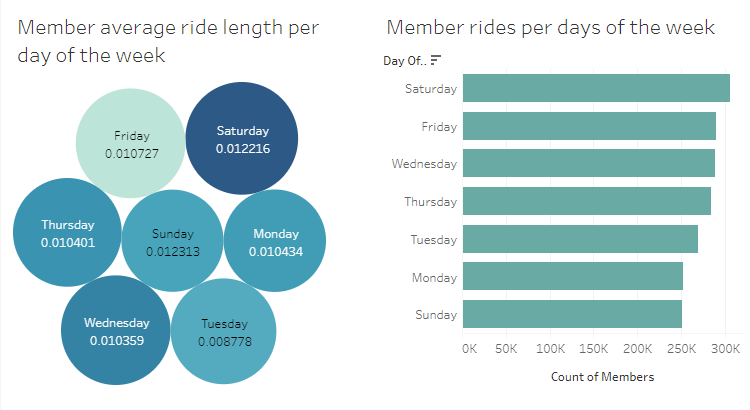 Member average ride length per
day of the week
Friday
0.010727
Saturday
0.012216
Thursday
0.010401
Sunday
0.012313
Monday
0.010434
Wednesday
0.010359
Tuesday
0.008778
Member rides per days of the week
Day Of..
Saturday
Friday
Wednesday
Thursday
Tuesday
Monday
Sunday
0K 50K 100K 150K 200K 250K 300K
Count of Members